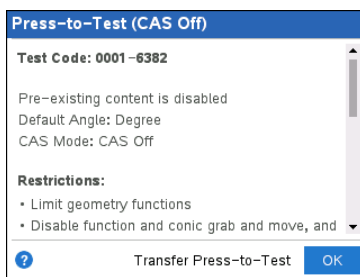 Press-to-Test (CAS Off)
Test Code: 0001-6382
Pre-existing content is disabled
Default Angle: Degree
CAS Mode: CAS Off
Restrictions:
• Limit geometry functions
• Disable function and conic grab and move, and
? Transfer Press-to-Test OK